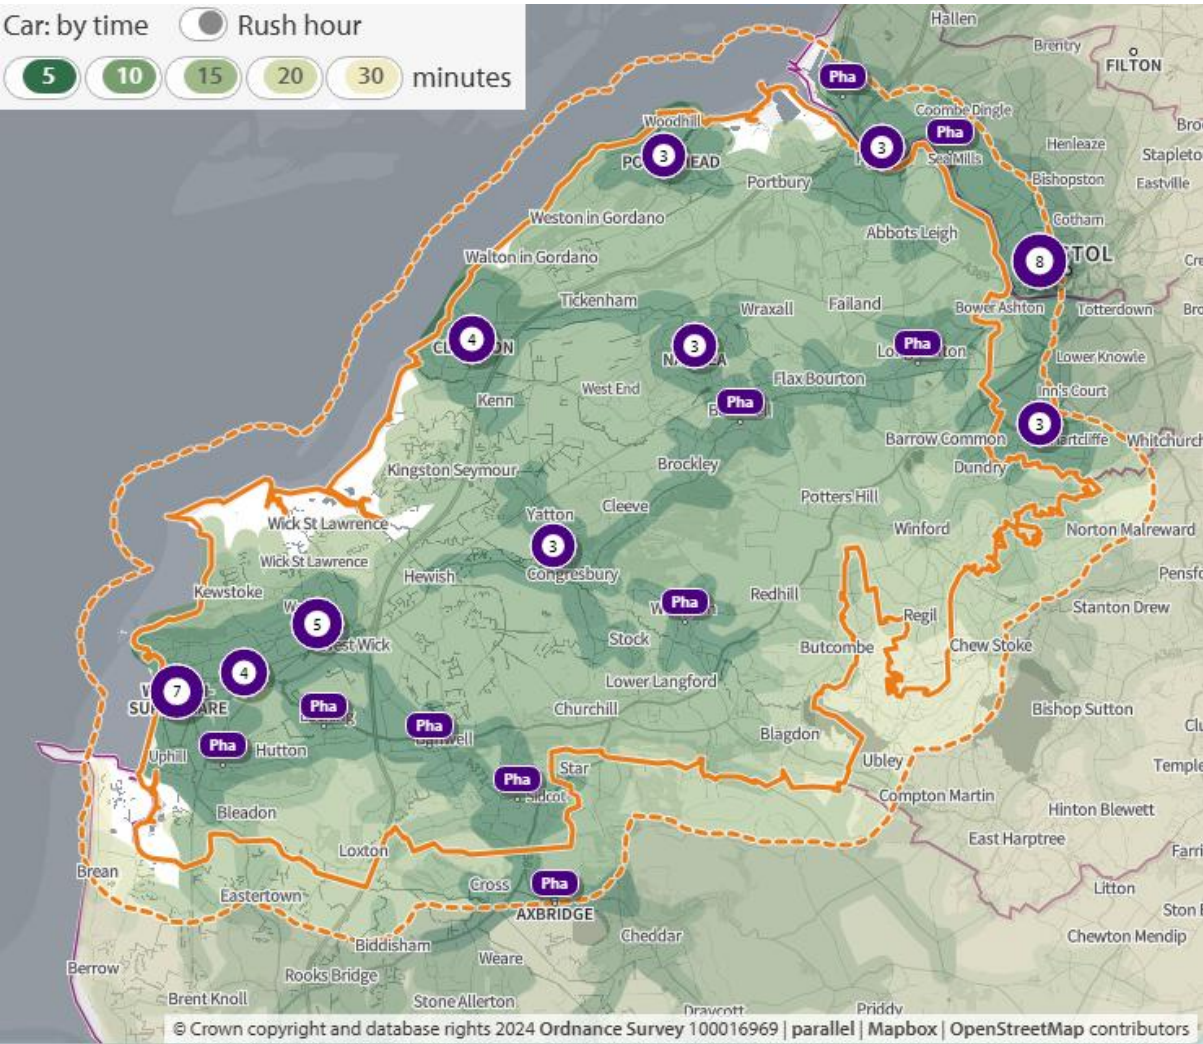 Car: by time Rush hour
5 10 15 20 30 minutes
Hallen
Brentry
FILTON
Pha
Coombe Dingle
Woodhill
Pha
Sea Mills
Henleaze
3
3
Portbury
Bishopston
Eastville
Weston in Gordano
Cotham
Abbots Leigh
Walton in Gordano
8
Tickenham
Wraxall
Failand
Bower Ashton
Totterdown
4
3
Pha
Lower Knowle
West End
Flax Bourton
Inn's Court
Kenn
Pha
3
Barrow Common
Whitchurch
Kingston Seymour
Brockley
Dundry
Potters Hill
Yatton
Cleeve
Wick St Lawrence
Winford
Norton Malreward
3
Wick St Lawrence
Hewish
Congresbury
Kewstoke
Redhill
Pha
Stanton Drew
5
Regil
Stock
Butcombe
Chew Stoke
4
Lower Langford
7
Pha
Churchill
Bishop Sutton
Pha
Blagdon
Pha
Hutton
Uphill
Ubley
Star
Pha
Sidcot
Compton Martin
Bleadon
Hinton Blewett
East Harptree
Loxton
Brean
Cross
Pha
Litton
Eastertown
AXBRIDGE
Cheddar
Chewton Mendip
Biddisham
Weare
Berrow
Rooks Bridge
Brent Knoll
Stone Allerton
Draycott
Priddy
© Crown copyright and database rights 2024 Ordnance Survey 100016969 | parallel | Mapbox | OpenStreetMap contributors